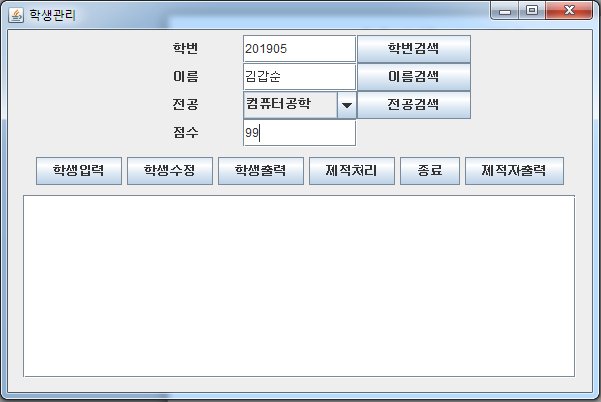 학생관리
학번 201905 학번검색
이름 김갑순 이름검색
전공 컴퓨터공학 전공검색
점수 99
학생입력 학생수정 학생출력 제적처리 종료 제적자출력